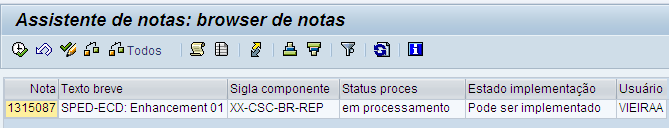 Assistente de notas: browser de notas
Todos
Nota Texto breve Sigla componente Status proces Estado implementação Usuário
1315087 SPED-ECD: Enhancement 01 XX-CSC-BR-REP em processamento Pode ser implementado VIEIRAA